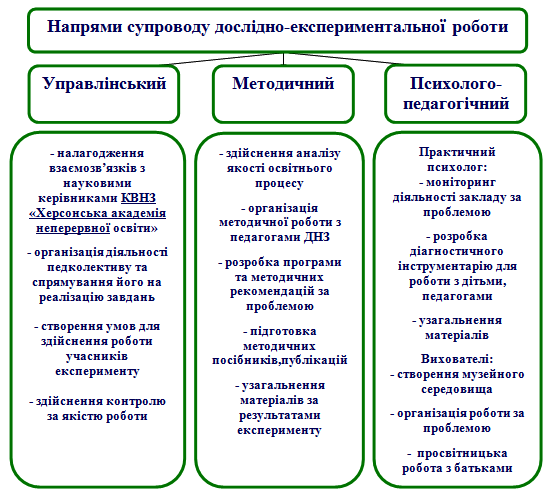 Напрями супроводу дослідно-експериментальної роботи
Управлінський
Методичний
Психолого-
педагогічний
- налагодження
взаємозв'язків з
науковими
керівниками КВНЗ
«Херсонська академія
неперервної освіти»
- організація діяльності
педколективу та
спрямування його на
реалізацію завдань
- створення умов для
здійснення роботи
учасників
експерименту
- здійснення контролю
за якістю роботи
- здійснення аналізу
якості освітнього
процесу
- організація
методичної роботи з
педагогами ДНЗ
- розробка програми
та методичних
рекомендацій за
проблемою
- підготовка
методичних
посібників,публікацій
- узагальнення
матеріалів за
результатами
експерименту
Практичний
психолог:
- моніторинг
діяльності закладу за
проблемою
- розробка
діагностичного
інструментарію для
роботи з дітьми,
педагогами
- узагальнення
матеріалів
Вихователі:
- створення музейного
середовища
- організація роботи за
проблемою
- просвітницька
робота з батьками